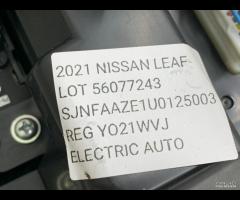 2021 NISSAN LEAF
LOT 56077243
SJNFAAZE1U0125003
REG YO21WVJ
ELECTRIC AUTO